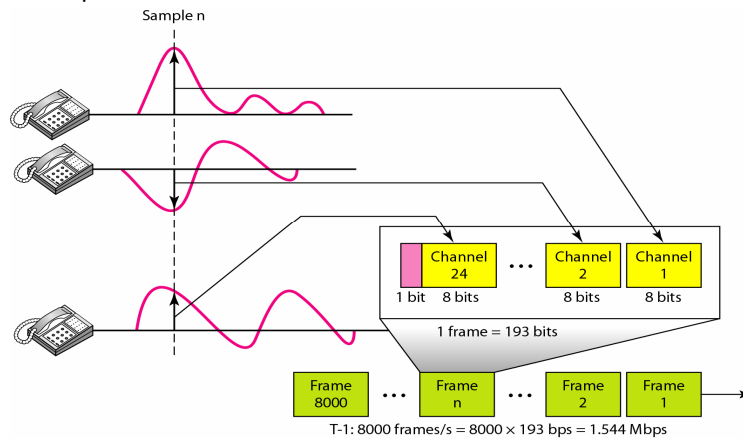 Sample n
Channel
24
...
Channel
2
Channel
1
1 bit
8 bits
8 bits
8 bits
1 frame = 193 bits
Frame
8000
...
Frame
n
...
Frame
2
Frame
1
T-1: 8000 frames/s = 8000 × 193 bps = 1.544 Mbps